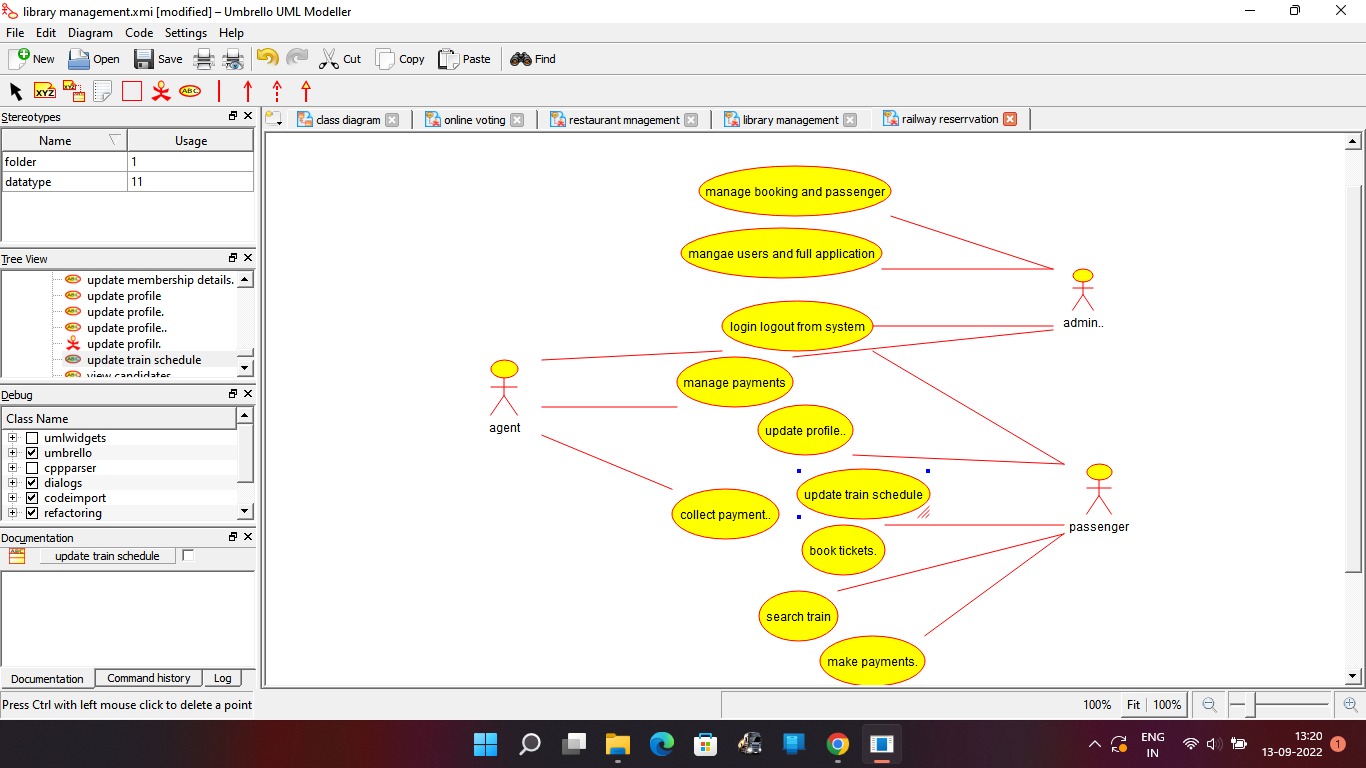 library management.xmi [modified] – Umbrello UML Modeller
File Edit Diagram Code Settings Help
New Open Save Cut Copy Paste Find
XYZ XYZ ABC
Stereotypes
Name Usage
folder 1
datatype 11
Tree View
update membership details.
update profile
update profile.
update profile..
update profilr.
update train schedule
view candidates
Debug
Class Name
umlwidgets
umbrello
cppparser
dialogs
codeimport
refactoring
Documentation
update train schedule
Documentation Command history Log
Press Ctrl with left mouse click to delete a point
class diagram online voting restaurant mnagement library management railway reserrvation
manage booking and passenger
mangae users and full application
login logout from system
admin..
manage payments
agent
update profile..
update train schedule
collect payment..
passenger
book tickets.
search train
make payments.
100% Fit 100%
ENG
IN
13:20
13-09-2022
1